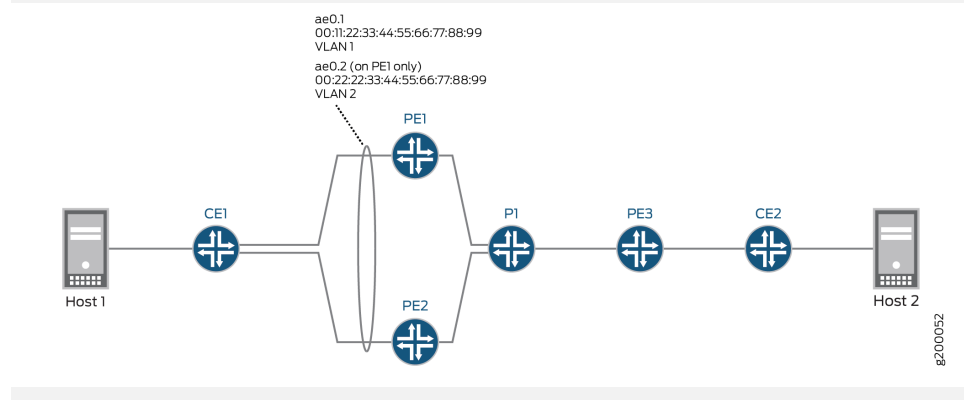 ae0.1
00:11:22:33:44:55:66:77:88:99
VLAN 1
ae0.2 (on PE1 only)
00:22:22:33:44:55:66:77:88:99
VLAN 2
PE1
CE1
P1
PE3
CE2
Host 1
PE2
Host 2
g200052